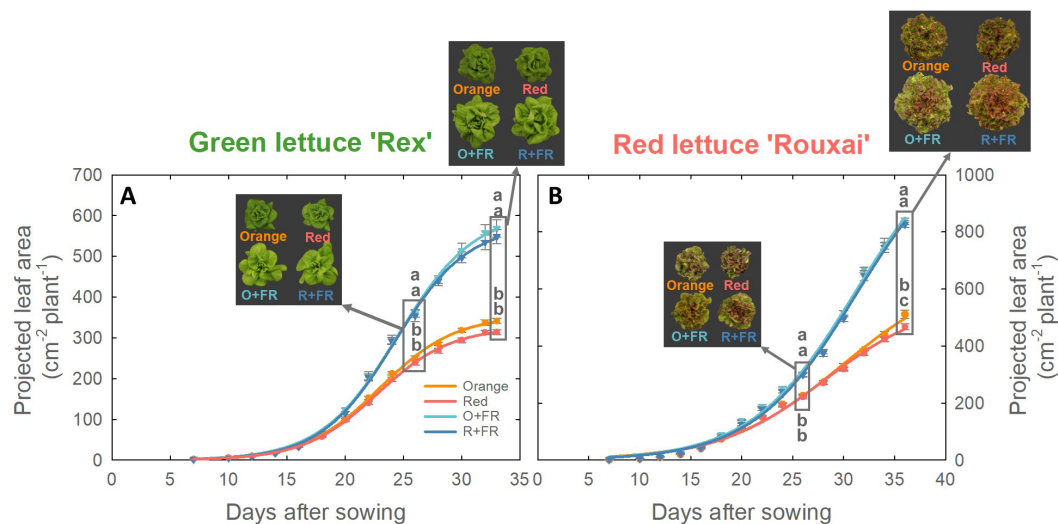 Green lettuce 'Rex'
Red lettuce 'Rouxai'
Orange Red
O+FR R+FR
Orange Red
O+FR R+FR
Orange Red
O+FR R+FR
Orange Red
O+FR R+FR
A
B
Projected leaf area
(cm⁻² plant⁻¹)
700
600
500
400
300
200
100
0
a
a
b
b
a
a
b
b
Orange
Red
O+FR
R+FR
0 5 10 15 20 25 30 33 35
Days after sowing
a
a
b
b
a
a
b
c
0 5 10 15 20 25 30 35 40
Days after sowing
1000
800
600
400
200
0
Projected leaf area
(cm⁻² plant⁻¹)